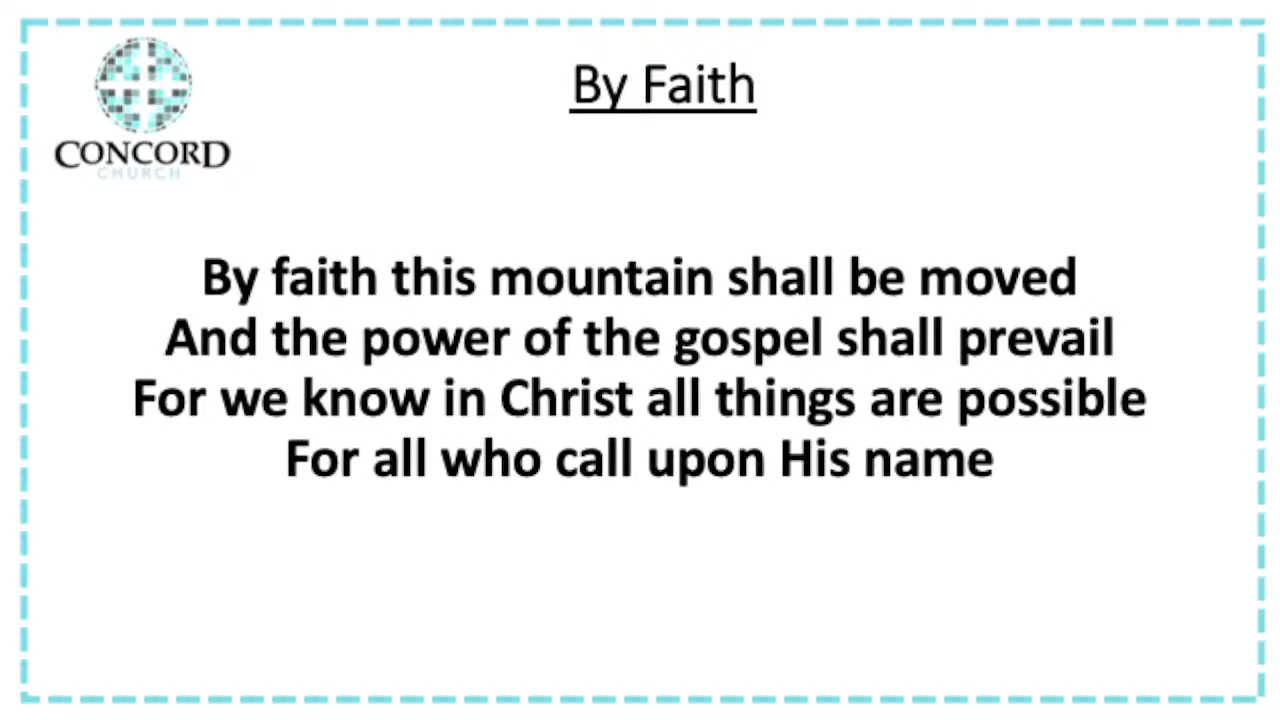 CONCORD
CHURCH
By Faith
By faith this mountain shall be moved
And the power of the gospel shall prevail
For we know in Christ all things are possible
For all who call upon His name